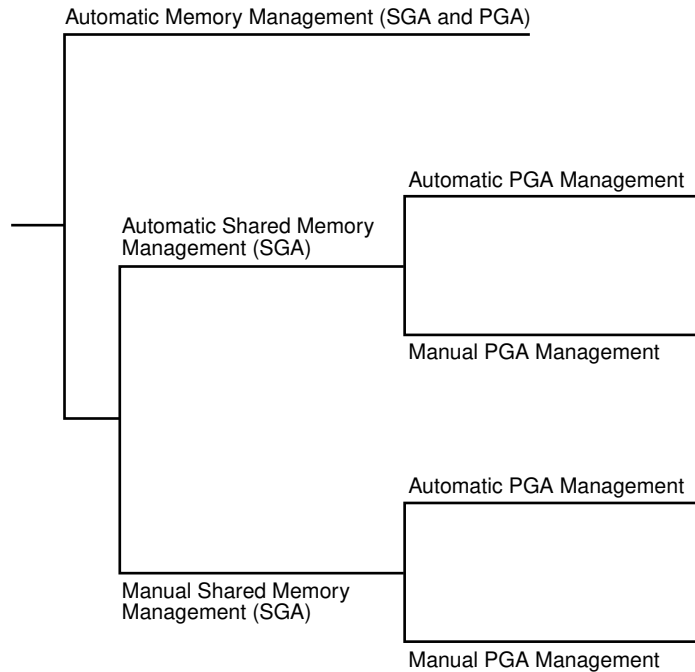 Automatic Memory Management (SGA and PGA)
Automatic PGA Management
Automatic Shared Memory
Management (SGA)
Manual PGA Management
Automatic PGA Management
Manual Shared Memory
Management (SGA)
Manual PGA Management